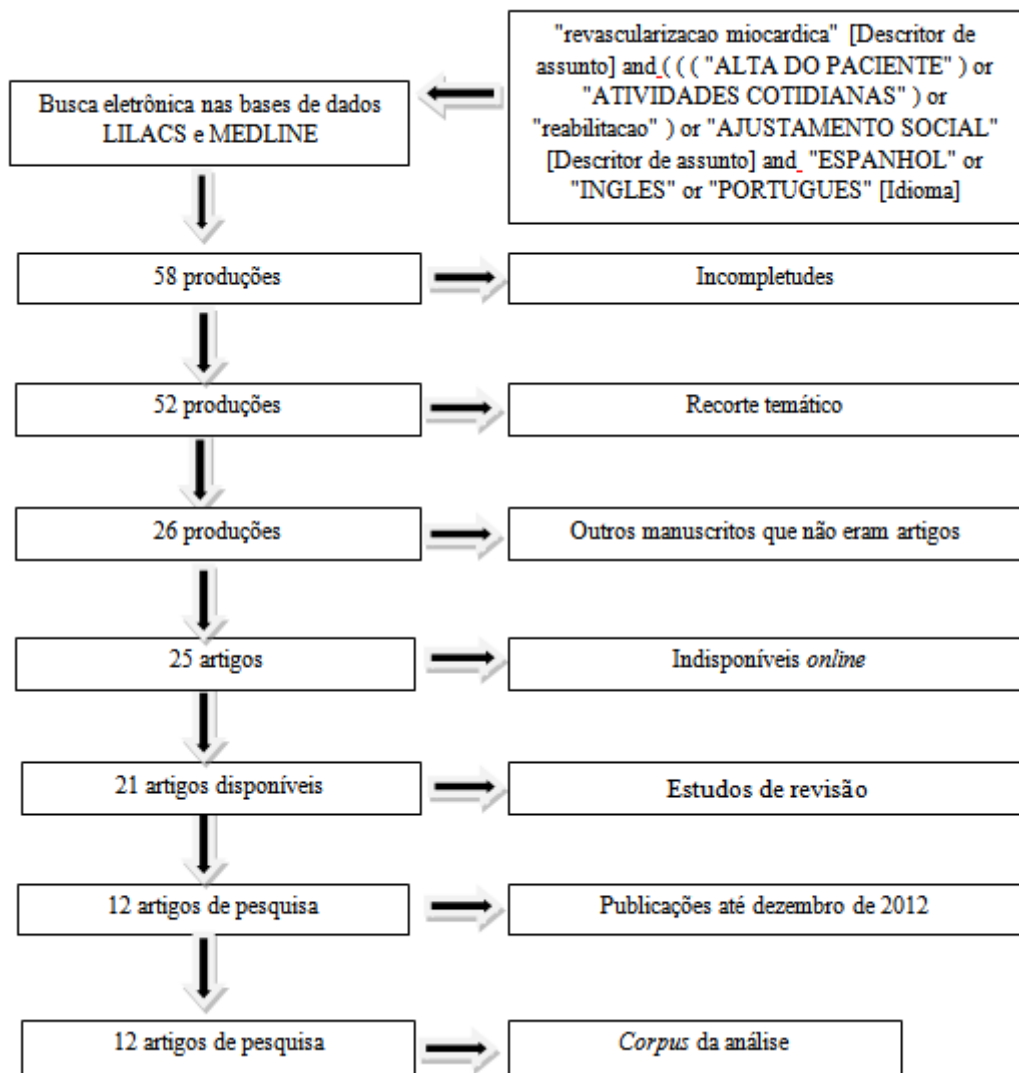 "revascularizacao miocardica" [Descritor de
assunto] and ( ( ( "ALTA DO PACIENTE" ) or
"ATIVIDADES COTIDIANAS" ) or
"reabilitacao" ) or "AJUSTAMENTO SOCIAL"
[Descritor de assunto] and "ESPANHOL" or
"INGLES" or "PORTUGUES" [Idioma]
Busca eletrônica nas bases de dados
LILACS e MEDLINE
58 produções
Incompletudes
52 produções
Recorte temático
26 produções
Outros manuscritos que não eram artigos
25 artigos
Indisponíveis online
21 artigos disponíveis
Estudos de revisão
12 artigos de pesquisa
Publicações até dezembro de 2012
12 artigos de pesquisa
Corpus da análise